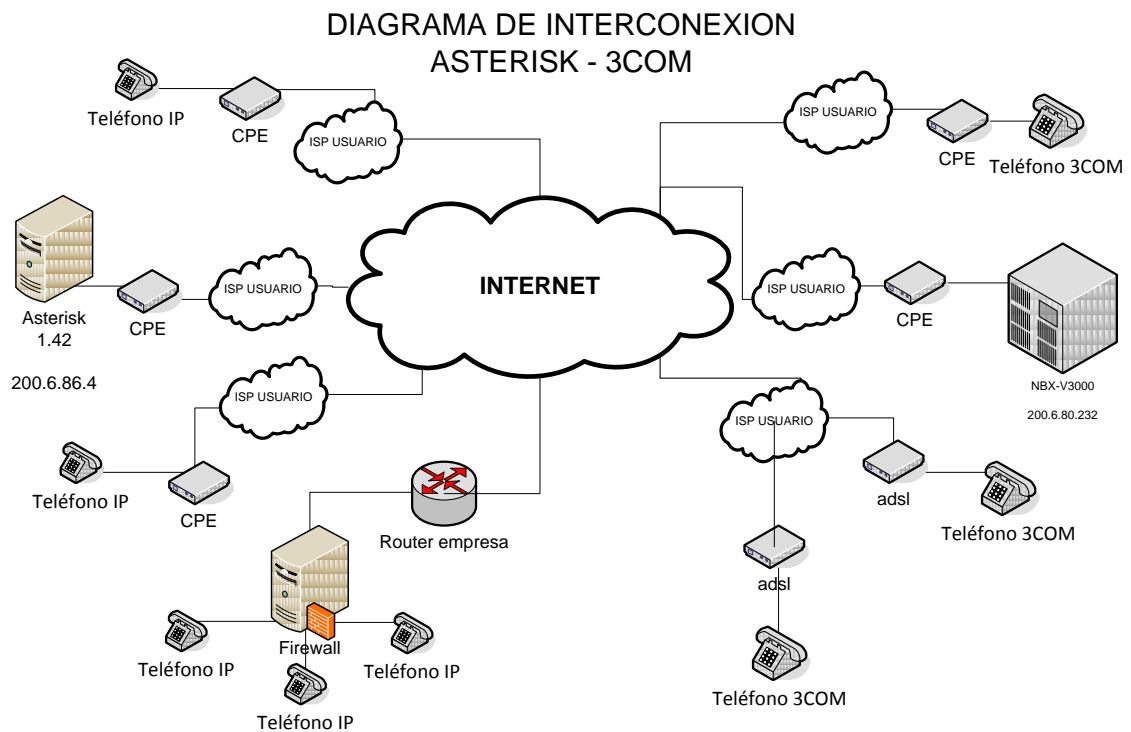 DIAGRAMA DE INTERCONEXION
ASTERISK - 3COM
Teléfono IP
CPE
ISP USUARIO
ISP USUARIO
CPE
Teléfono 3COM
Asterisk
1.42
200.6.86.4
CPE
ISP USUARIO
INTERNET
ISP USUARIO
CPE
NBX-V3000
200.6.80.232
ISP USUARIO
Teléfono IP
CPE
ISP USUARIO
adsl
Teléfono 3COM
adsl
Teléfono 3COM
Router empresa
Firewall
Teléfono IP
Teléfono IP
Teléfono IP